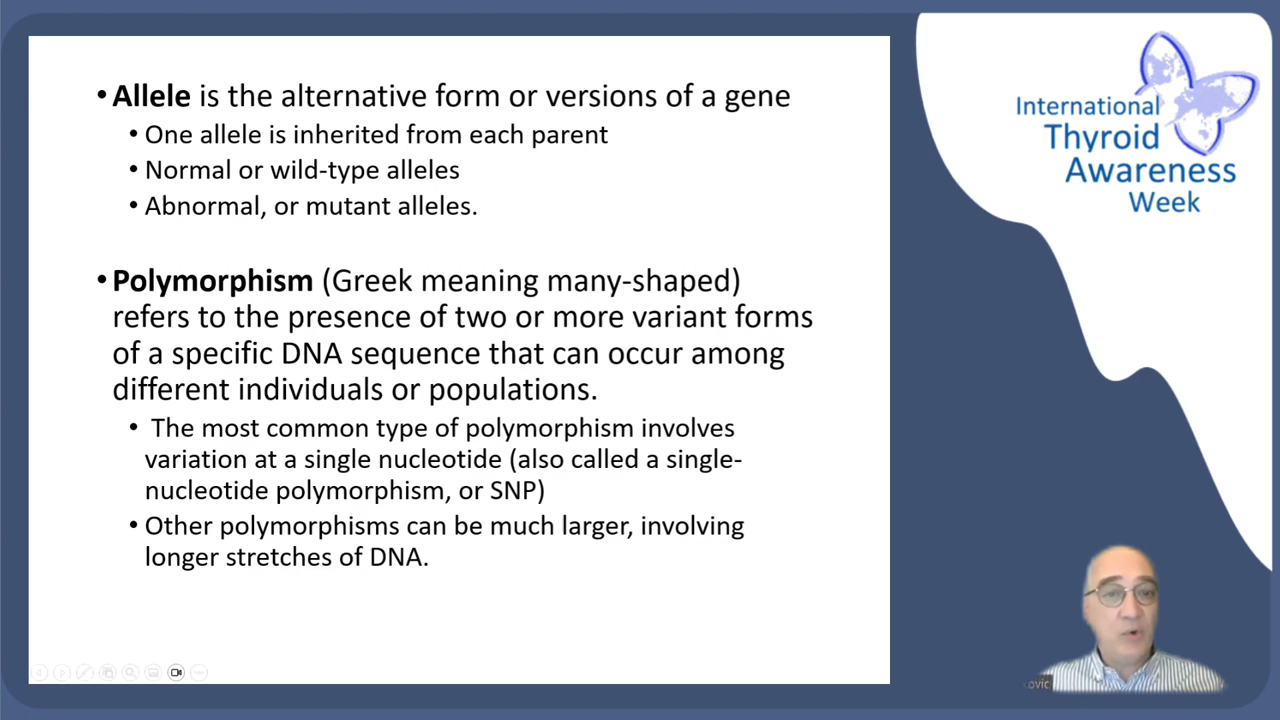 • Allele is the alternative form or versions of a gene
• One allele is inherited from each parent
• Normal or wild-type alleles
• Abnormal, or mutant alleles.
• Polymorphism (Greek meaning many-shaped)
refers to the presence of two or more variant forms
of a specific DNA sequence that can occur among
different individuals or populations.
• The most common type of polymorphism involves
variation at a single nucleotide (also called a single-
nucleotide polymorphism, or SNP)
• Other polymorphisms can be much larger, involving
longer stretches of DNA.
International
Thyroid
Awareness
Week